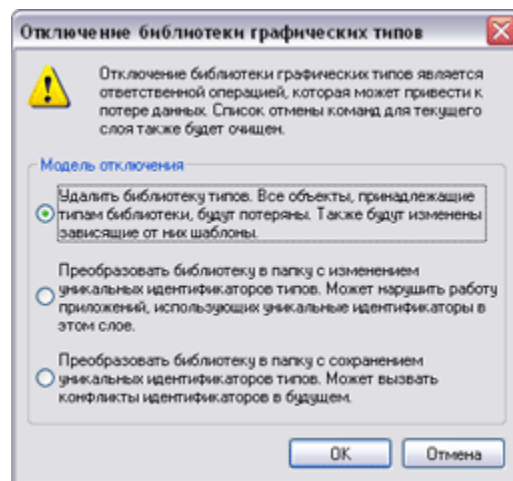 Отключение библиотеки графических типов
Отключение библиотеки графических типов является
ответственной операцией, которая может привести к
потере данных. Список отмены команд для текущего
слоя также будет очищен.
Модель отключения
Удалить библиотеку типов. Все объекты, принадлежащие
типам библиотеки, будут потеряны. Также будут изменены
зависящие от них шаблоны.
Преобразовать библиотеку в папку с изменением
уникальных идентификаторов типов. Может нарушить работу
приложений, использующих уникальные идентификаторы в
этом слое.
Преобразовать библиотеку в папку с сохранением
уникальных идентификаторов типов. Может вызвать
конфликты идентификаторов в будущем.
OK
Отмена